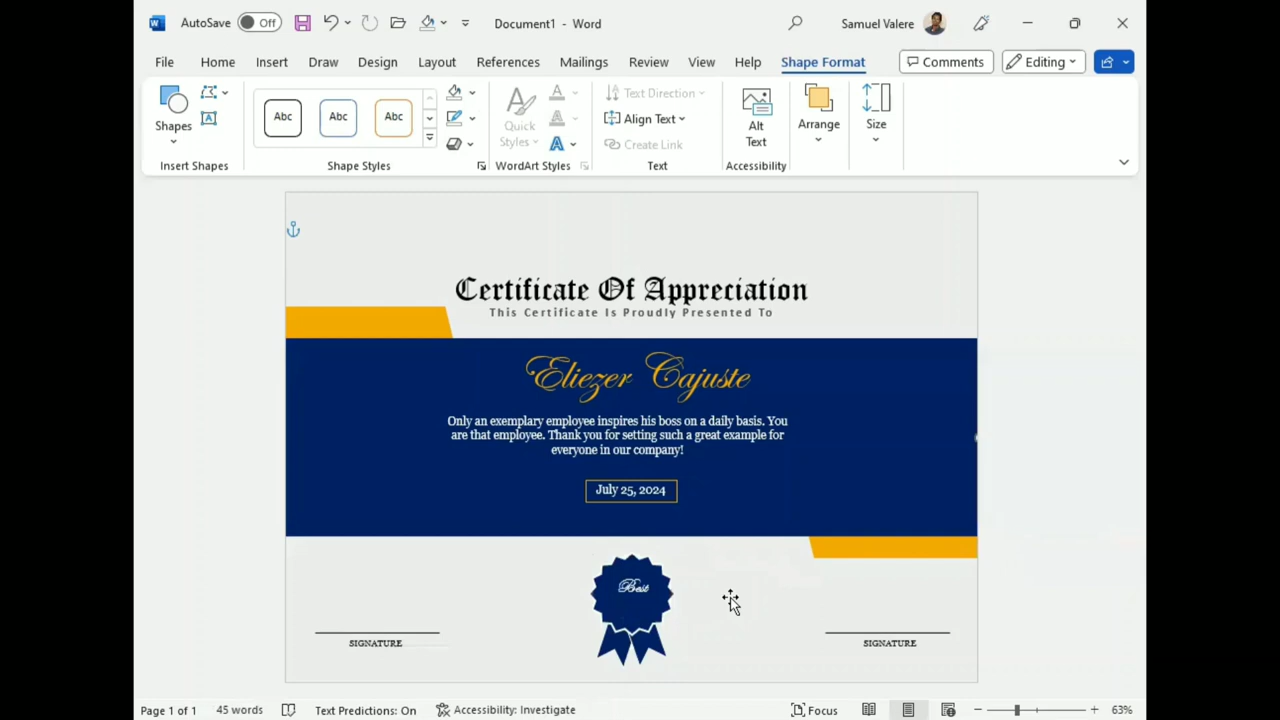 AutoSave Off Document1 - Word Samuel Valere
File Home Insert Draw Design Layout References Mailings Review View Help Shape Format Comments Editing
Shapes
Abc Abc Abc
Quick Styles
Text Direction
Align Text
Create Link
Alt Text
Arrange
Size
Insert Shapes Shape Styles WordArt Styles Text Accessibility
Certificate Of Appreciation
This Certificate Is Proudly Presented To
Eliezer Cajuste
Only an exemplary employee inspires his boss on a daily basis. You
are that employee. Thank you for setting such a great example for
everyone in our company!
July 25, 2024
Best
SIGNATURE SIGNATURE
Page 1 of 1 45 words Text Predictions: On Accessibility: Investigate Focus 63%